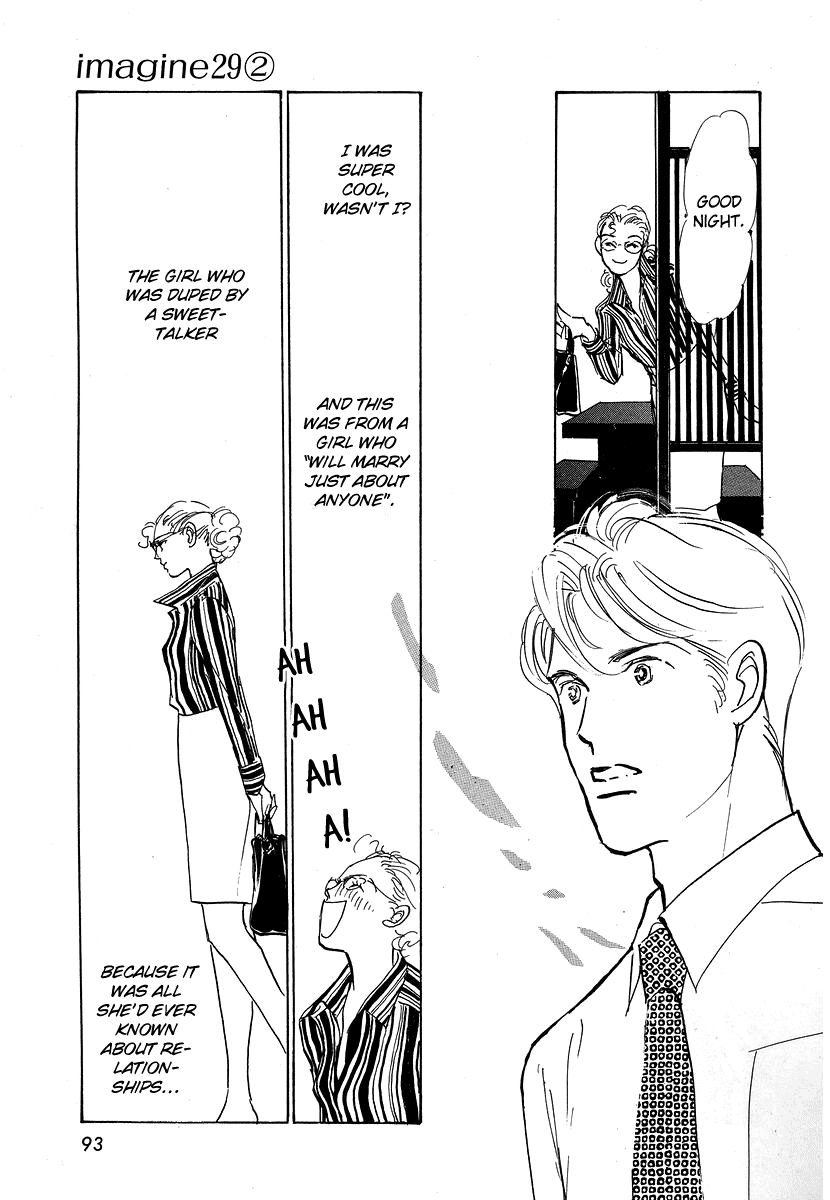 imagine29②
GOOD
NIGHT.
I WAS
SUPER
COOL,
WASN'T I?
AND THIS
WAS FROM A
GIRL WHO
"WILL MARRY
JUST ABOUT
ANYONE".
AH
AH
AH
A!
THE GIRL WHO
WAS DUPED BY
A SWEET-
TALKER
BECAUSE IT
WAS ALL
SHE'D EVER
KNOWN
ABOUT RE-
LATION-
SHIPS...
93